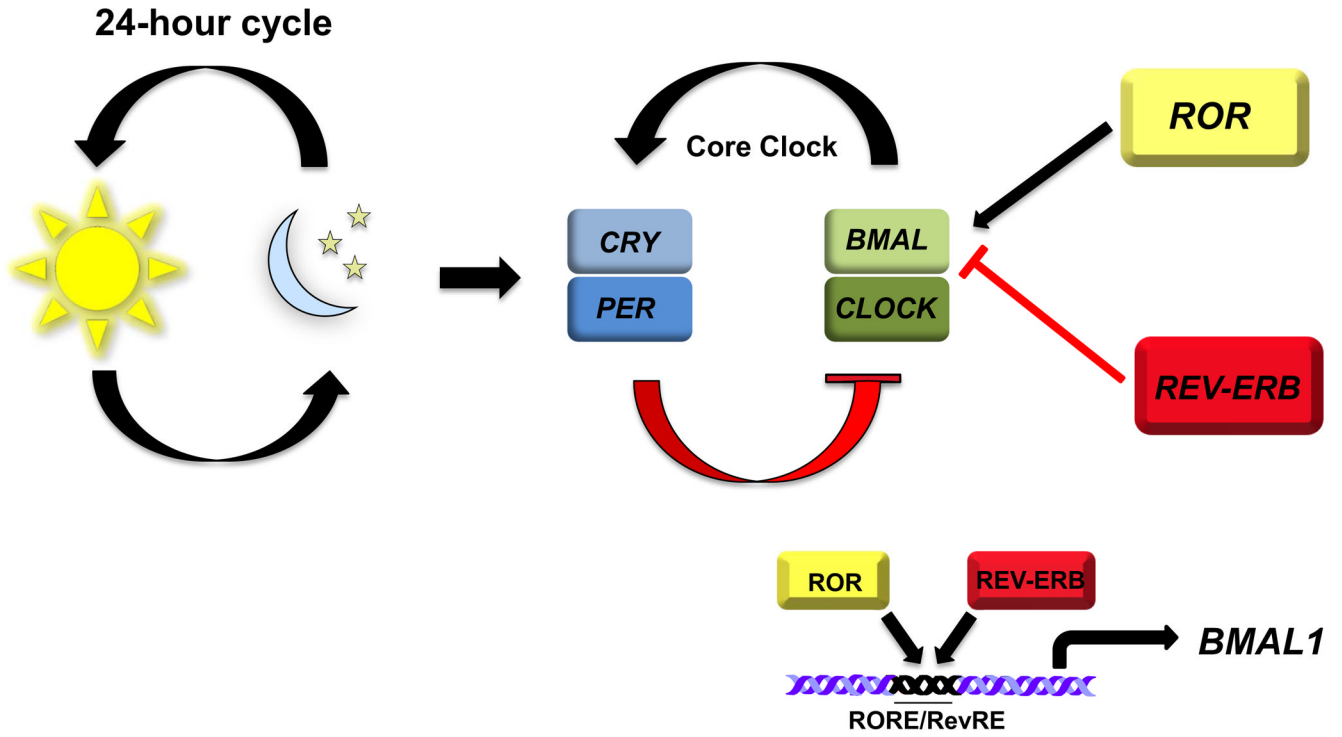 24-hour cycle
Core Clock
ROR
CRY
BMAL
PER
CLOCK
REV-ERB
ROR
REV-ERB
BMAL1
RORE/RevRE